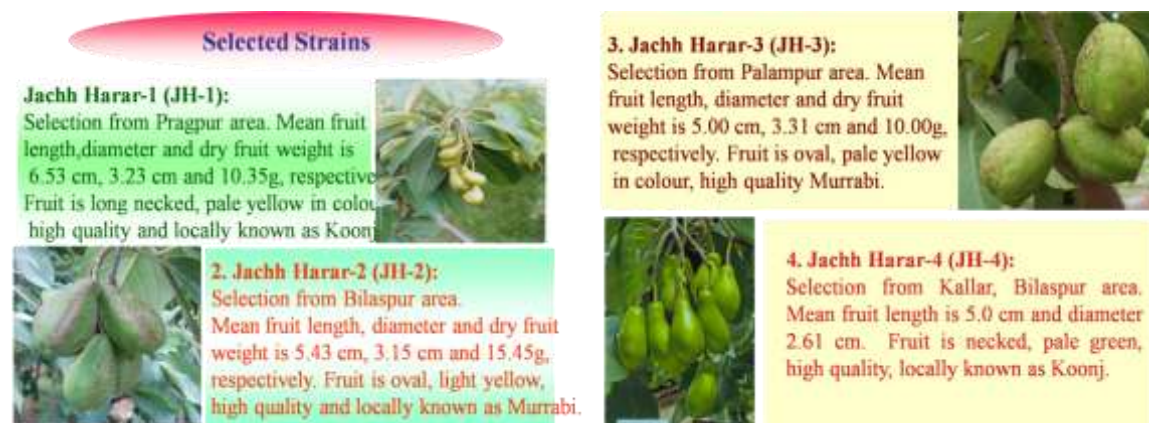 Selected Strains
Jachh Harar-1 (JH-1):
Selection from Pragpur area. Mean fruit
length,diameter and dry fruit weight is
6.53 cm, 3.23 cm and 10.35g, respective
Fruit is long necked, pale yellow in colou
high quality and locally known as Koonj
2. Jachh Harar-2 (JH-2):
Selection from Bilaspur area.
Mean fruit length, diameter and dry fruit
weight is 5.43 cm, 3.15 cm and 15.45g,
respectively. Fruit is oval, light yellow,
high quality and locally known as Murrabi.
3. Jachh Harar-3 (JH-3):
Selection from Palampur area. Mean
fruit length, diameter and dry fruit
weight is 5.00 cm, 3.31 cm and 10.00g,
respectively. Fruit is oval, pale yellow
in colour, high quality Murrabi.
4. Jachh Harar-4 (JH-4):
Selection from Kallar, Bilaspur area.
Mean fruit length is 5.0 cm and diameter
2.61 cm. Fruit is necked, pale green,
high quality, locally known as Koonj.